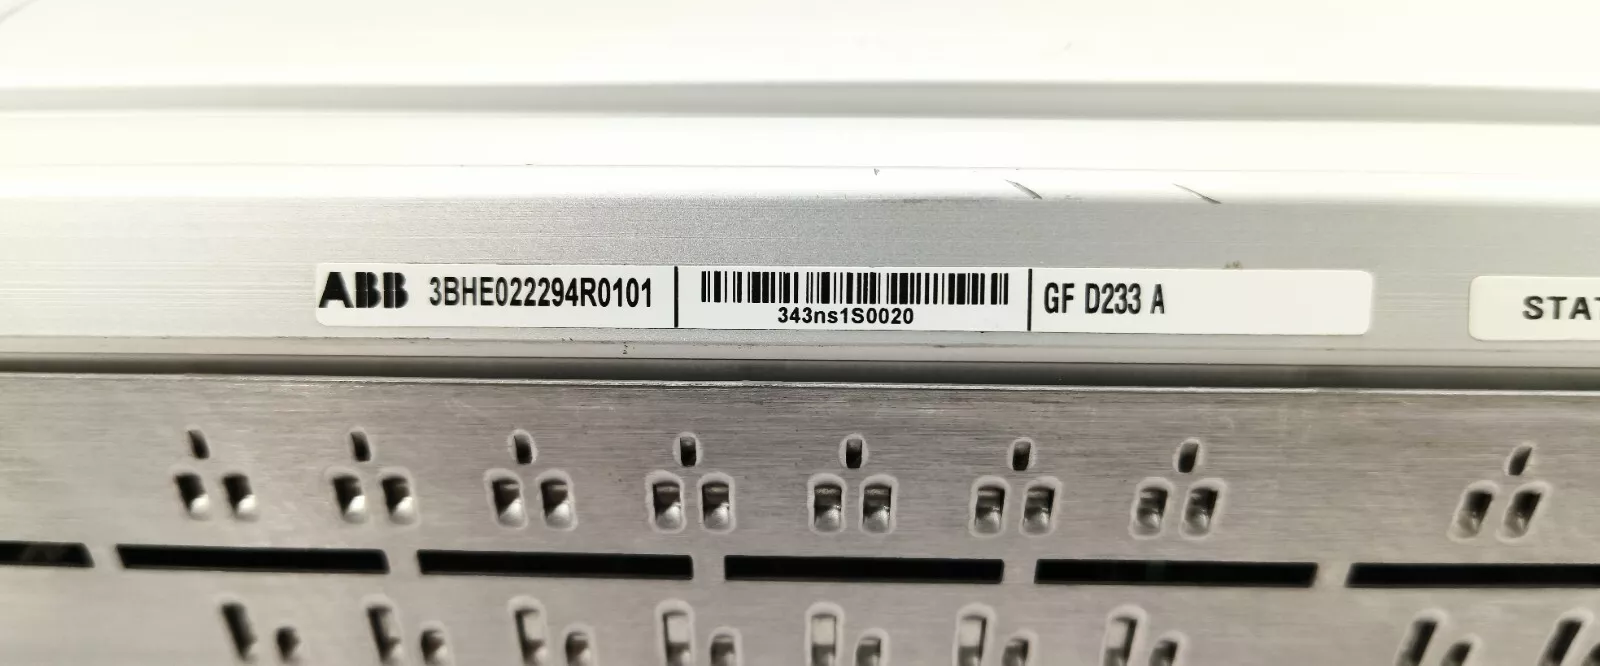 ABB 3BHE022294R0101
343ns1S0020
GF D233 A
STAT